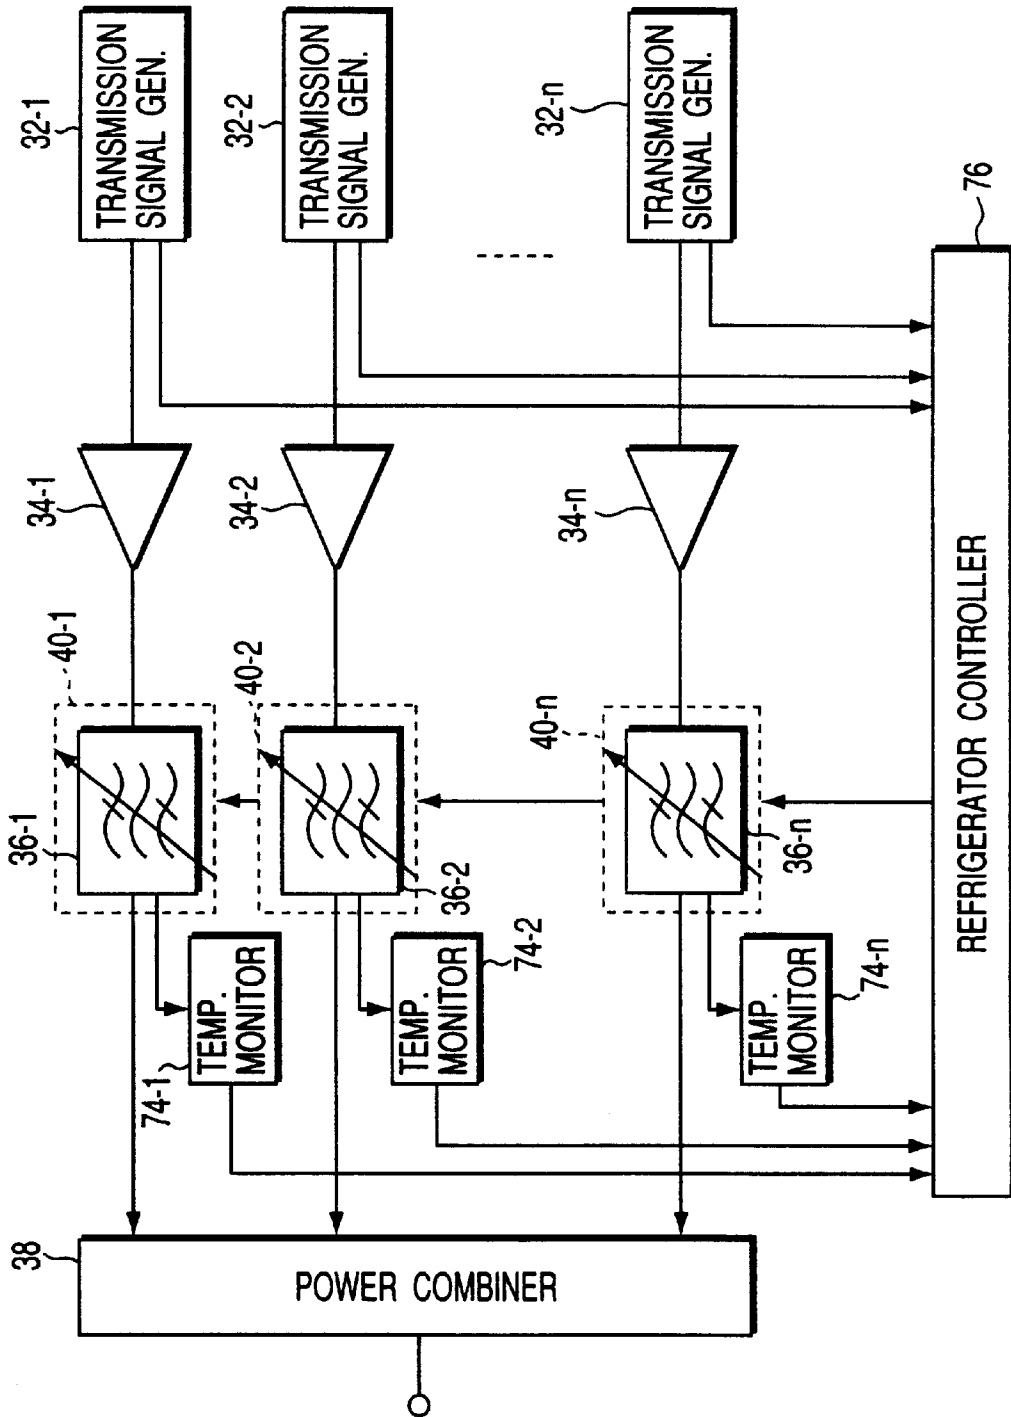 32-1
TRANSMISSION
SIGNAL GEN.
34-1
40-1
36-1
TEMP.
MONITOR
74-1
32-2
TRANSMISSION
SIGNAL GEN.
34-2
40-2
36-2
TEMP.
MONITOR
74-2
32-n
TRANSMISSION
SIGNAL GEN.
34-n
40-n
36-n
TEMP.
MONITOR
74-n
38
POWER COMBINER
76
REFRIGERATOR CONTROLLER